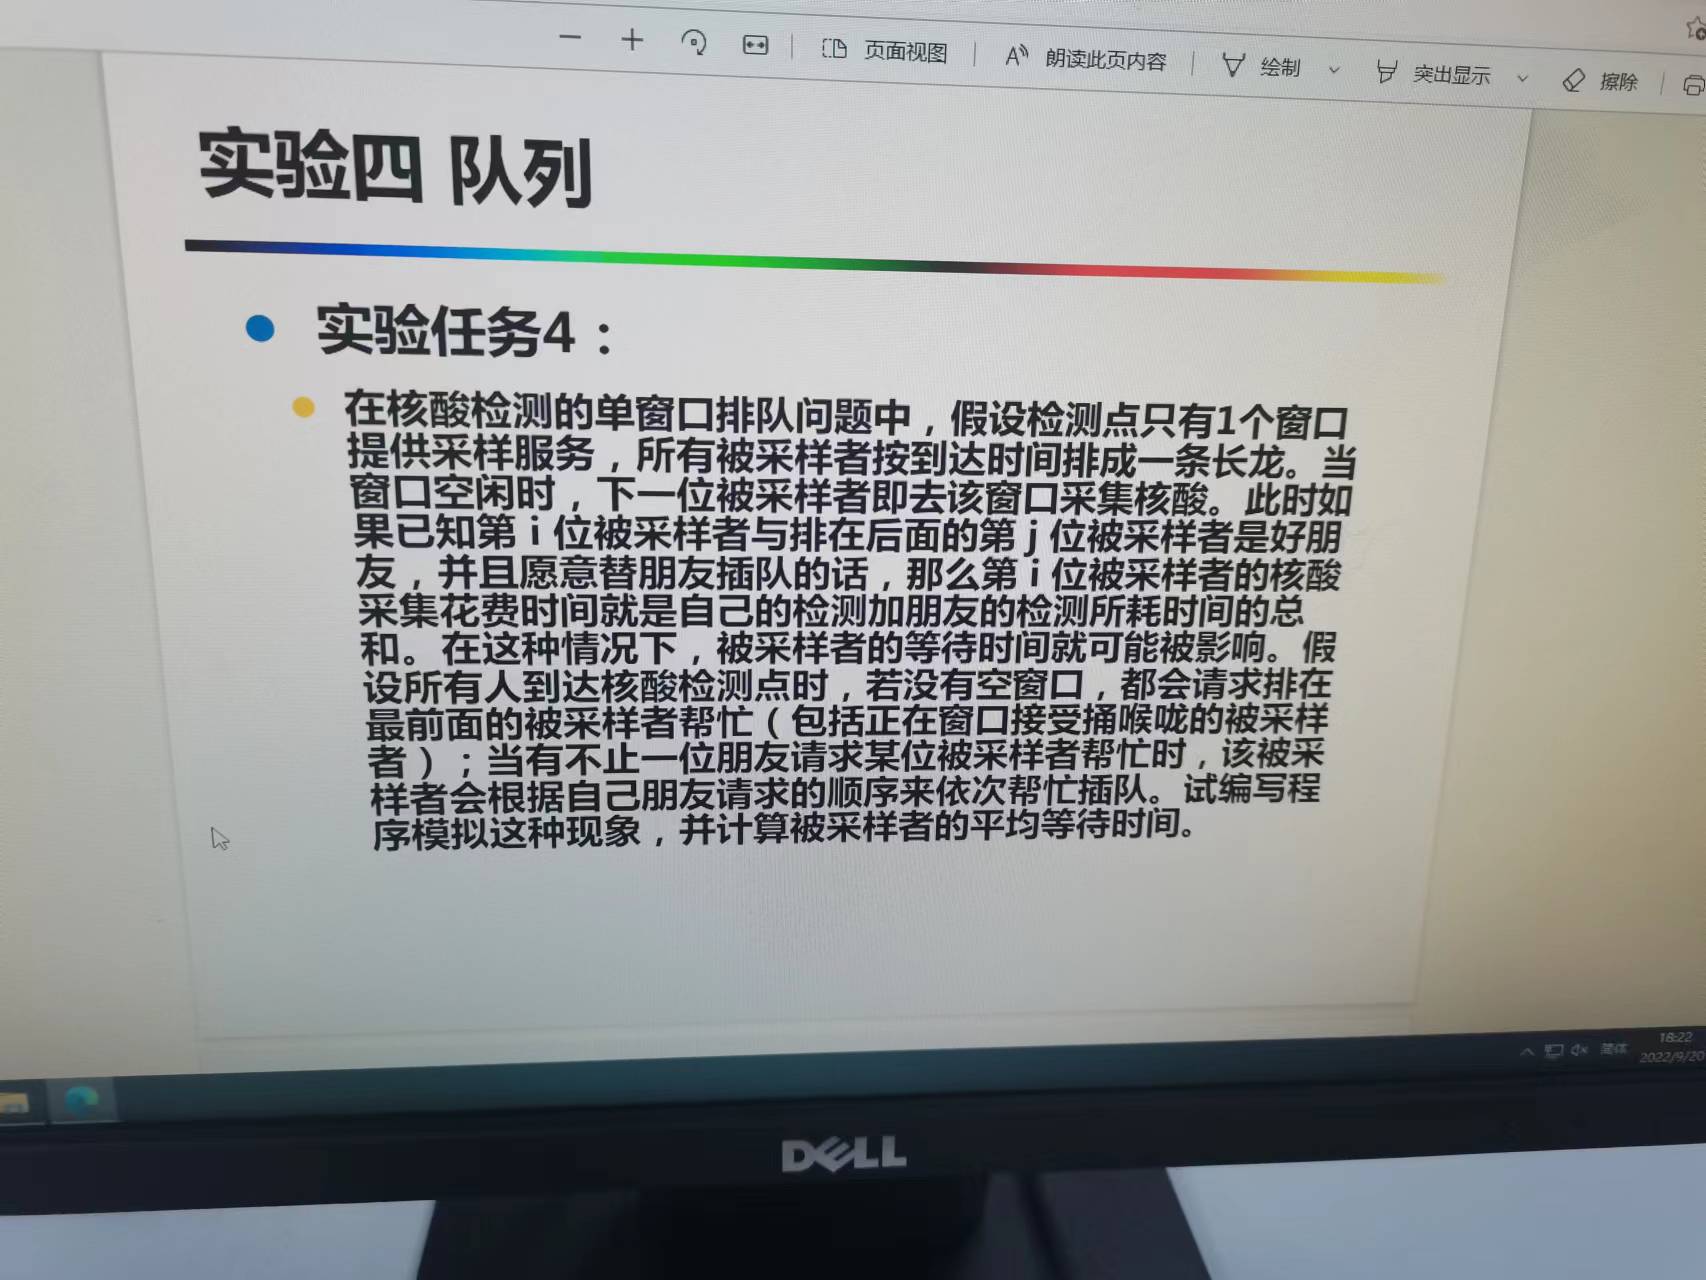 页面视图 朗读此页内容 绘制 突出显示 擦除
实验四 队列
实验任务4：
在核酸检测的单窗口排队问题中，假设检测点只有1个窗口
提供采样服务，所有被采样者按到达时间排成一条长龙。当
窗口空闲时，下一位被采样者即去该窗口采集核酸。此时如
果已知第 i 位被采样者与排在后面的第 j 位被采样者是好朋
友，并且愿意替朋友插队的话，那么第 i 位被采样者的核酸
采集花费时间就是自己的检测加朋友的检测所耗时间的总
和。在这种情况下，被采样者的等待时间就可能被影响。假
设所有人到达核酸检测点时，若没有空窗口，都会请求排在
最前面的被采样者帮忙（包括正在窗口接受捅喉咙的被采样
者）；当有不止一位朋友请求某位被采样者帮忙时，该被采
样者会根据自己朋友请求的顺序来依次帮忙插队。试编写程
序模拟这种现象，并计算被采样者的平均等待时间。
简体
18:22
2022/9/20
DELL